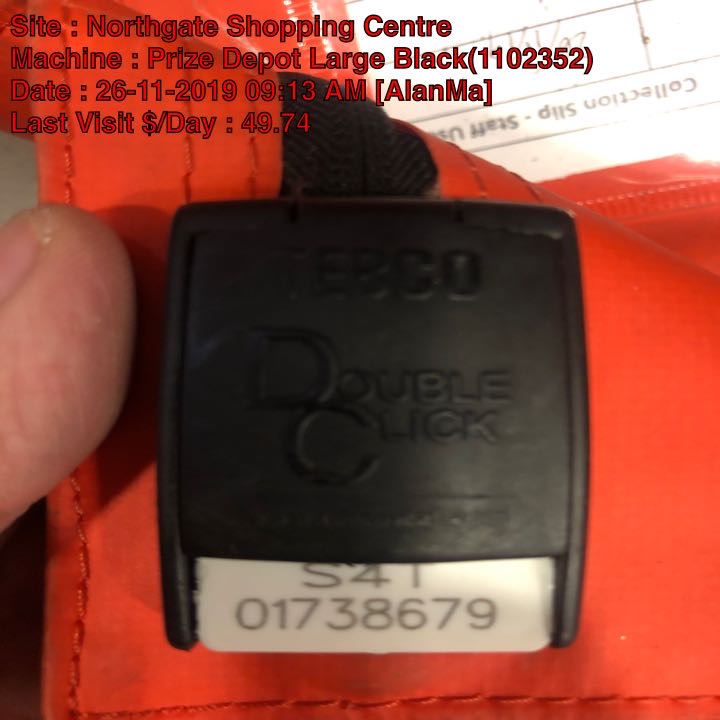 Site : Northgate Shopping Centre
Machine : Prize Depot Large Black(1102352)
Date : 26-11-2019 09:13 AM [AlanMa]
Last Visit $/Day : 49.74
Collection Slip - Staff
DOUBLE
CLICK
S41
01738679